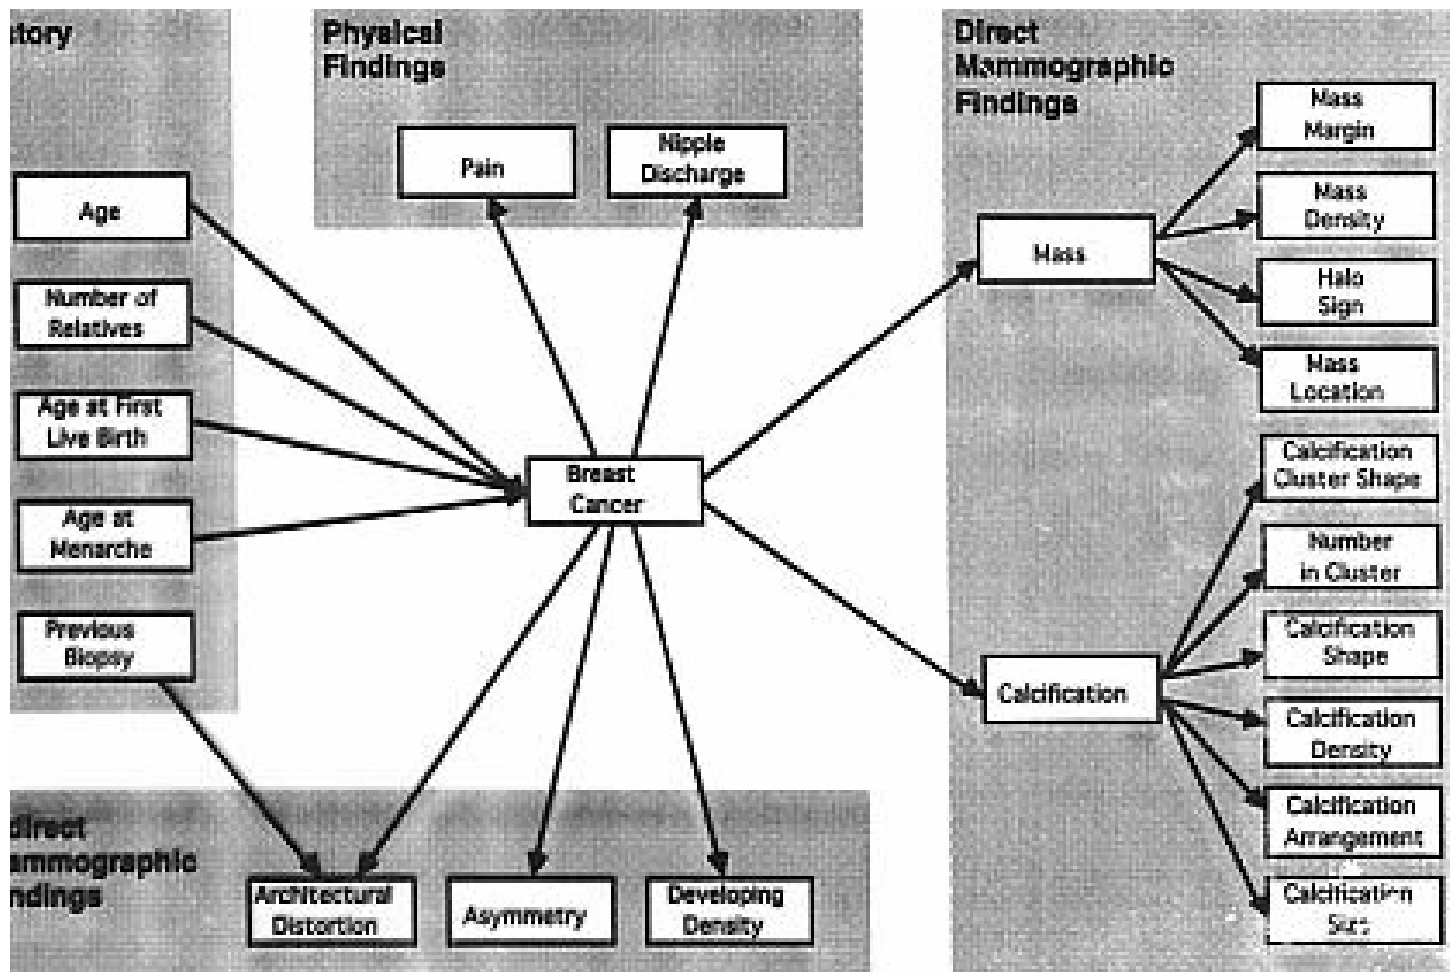 tory
Physical
Findings
Direct
Mammographic
Findings
Pain
Nipple
Discharge
Age
Number of
Relatives
Age at First
Live Birth
Age at
Menarche
Previous
Biopsy
Breast
Cancer
Mass
Mass
Margin
Mass
Density
Halo
Sign
Mass
Location
Calcification
Calcification
Cluster Shape
Number
in Cluster
Calcification
Shape
Calcification
Density
Calcification
Arrangement
Calcification
Size
direct
ammographic
ndings
Architectural
Distortion
Asymmetry
Developing
Density